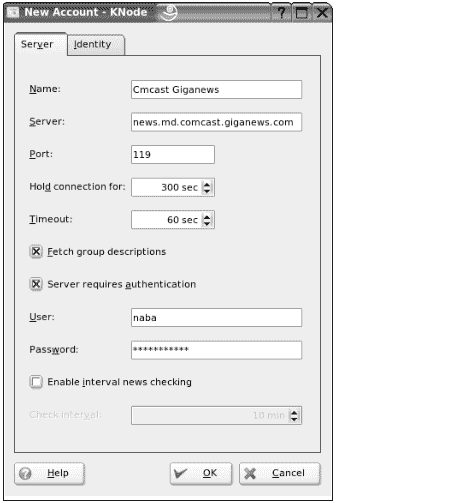 New Account - KNode
Server Identity
Name: Cmcast Giganews
Server: news.md.comcast.giganews.com
Port: 119
Hold connection for: 300 sec
Timeout: 60 sec
Fetch group descriptions
Server requires authentication
User: naba
Password: ***********
Enable interval news checking
Check interval: 10 min
Help OK Cancel